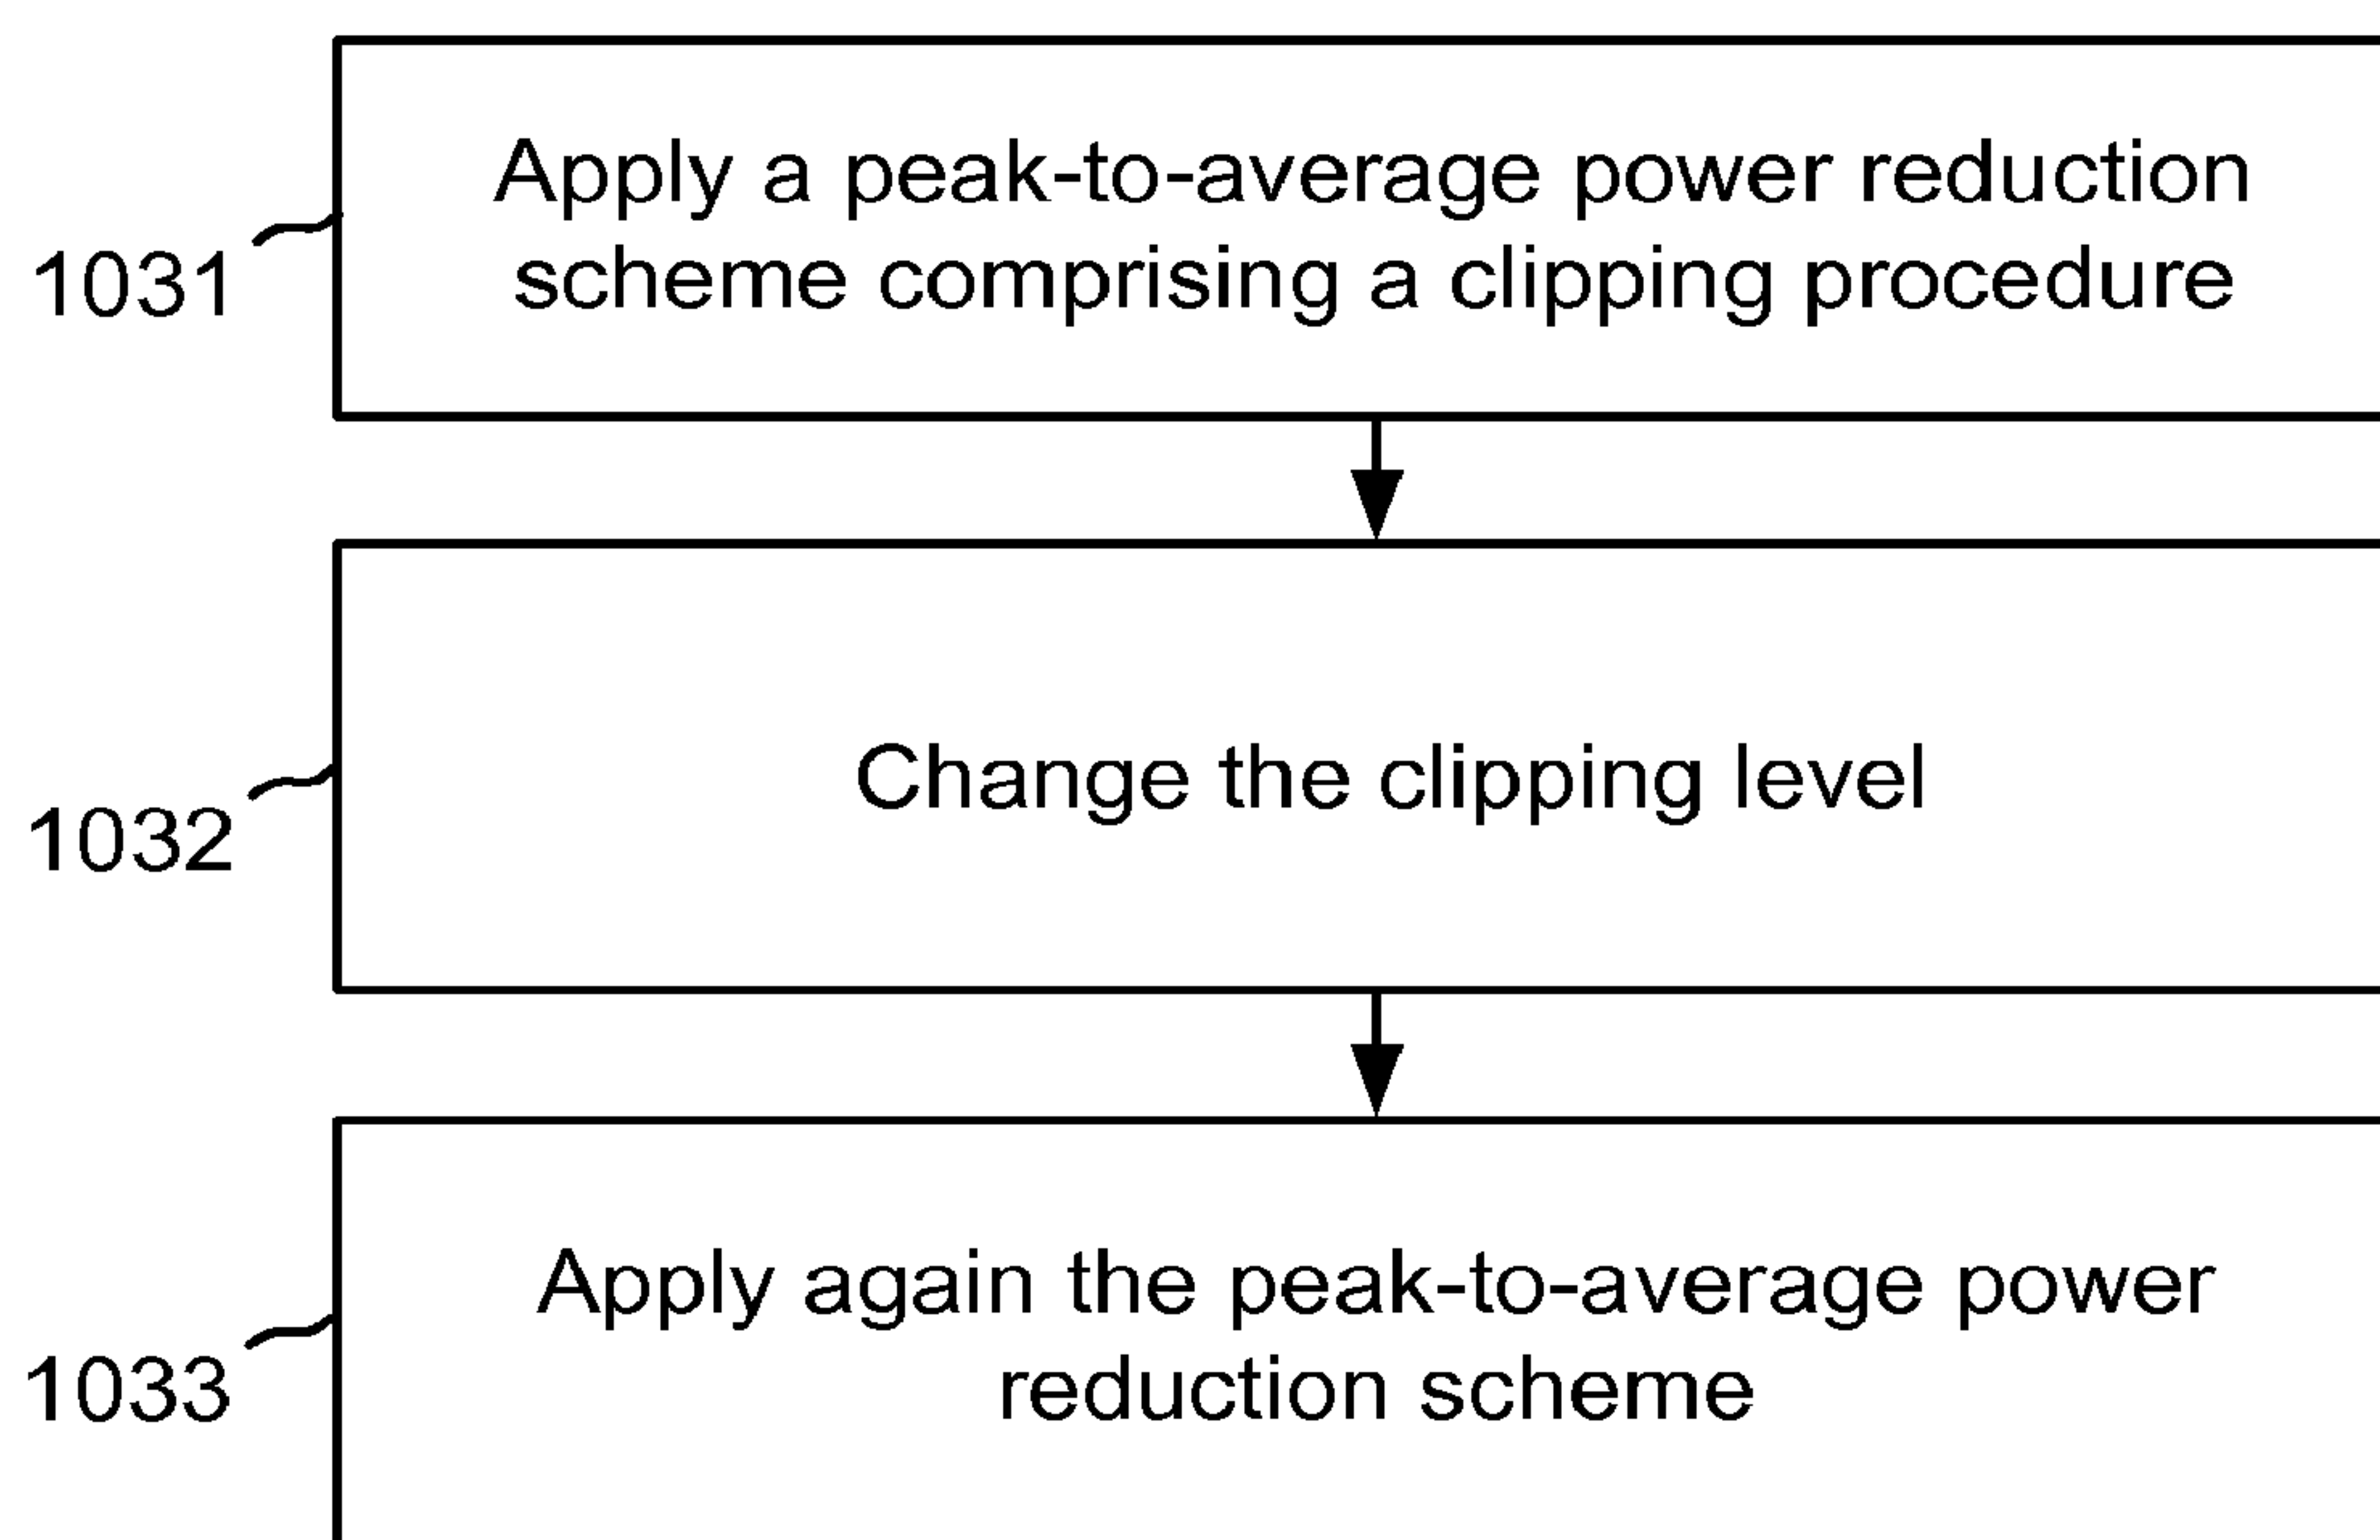 Apply a peak-to-average power reduction
scheme comprising a clipping procedure
1031
Change the clipping level
1032
Apply again the peak-to-average power
reduction scheme
1033